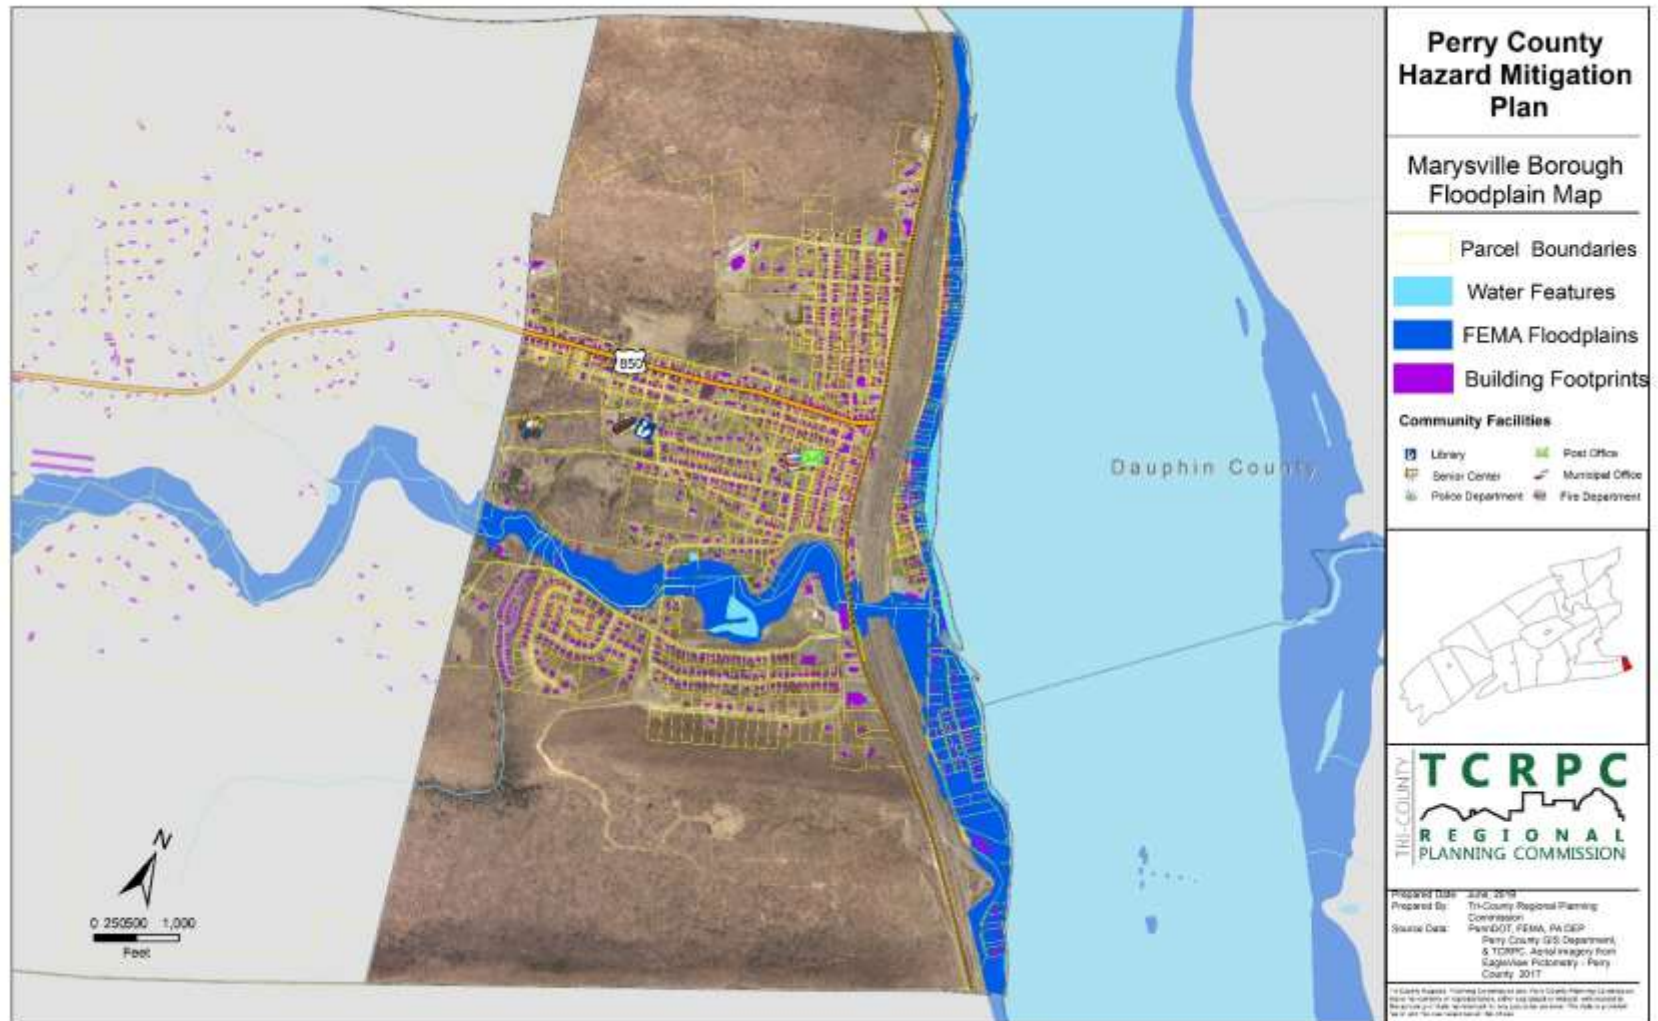 Perry County
Hazard Mitigation
Plan
Marysville Borough
Floodplain Map
Parcel Boundaries
Water Features
FEMA Floodplains
Building Footprints
Community Facilities
Library
Post Office
Senior Center
Municipal Office
Police Department
Fire Department
850
Dauphin County
N
0 250500 1,000
Feet
TRI-COUNTY
TCRPC
REGIONAL
PLANNING COMMISSION
Prepared Date: June, 2019
Prepared By: Tri-County Regional Planning
Commission
Source Data: PennDOT, FEMA, PA DEP
Perry County GIS Department,
& TCRPC. Aerial Imagery from
EagleView Pictometry - Perry
County 2017